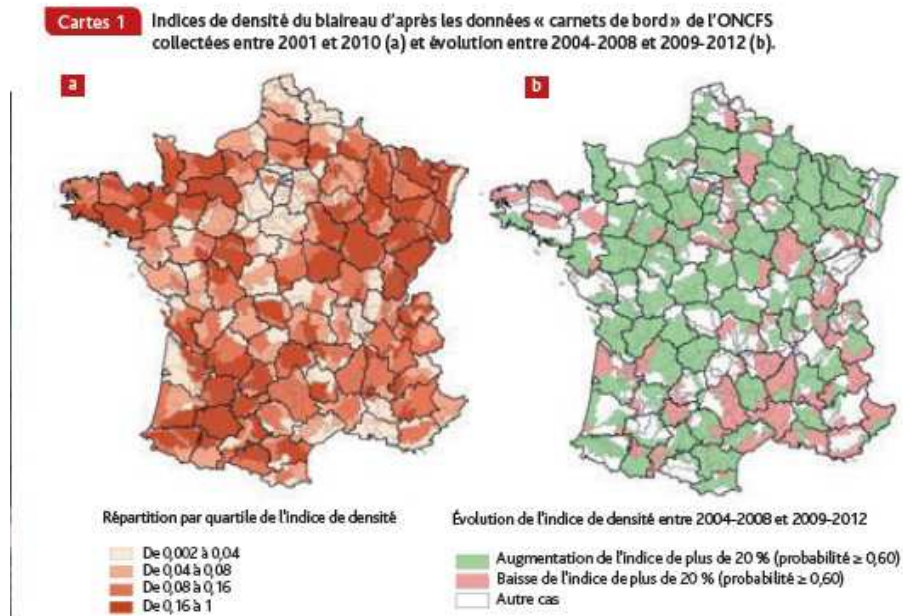 Cartes 1
Indices de densité du blaireau d'après les données « carnets de bord » de l'ONCFS
collectées entre 2001 et 2010 (a) et évolution entre 2004-2008 et 2009-2012 (b).
a
b
Répartition par quartile de l'indice de densité
De 0,002 à 0,04
De 0,04 à 0,08
De 0,08 à 0,16
De 0,16 à 1
Évolution de l'indice de densité entre 2004-2008 et 2009-2012
Augmentation de l'indice de plus de 20 % (probabilité ≥ 0,60)
Baisse de l'indice de plus de 20 % (probabilité ≥ 0,60)
Autre cas